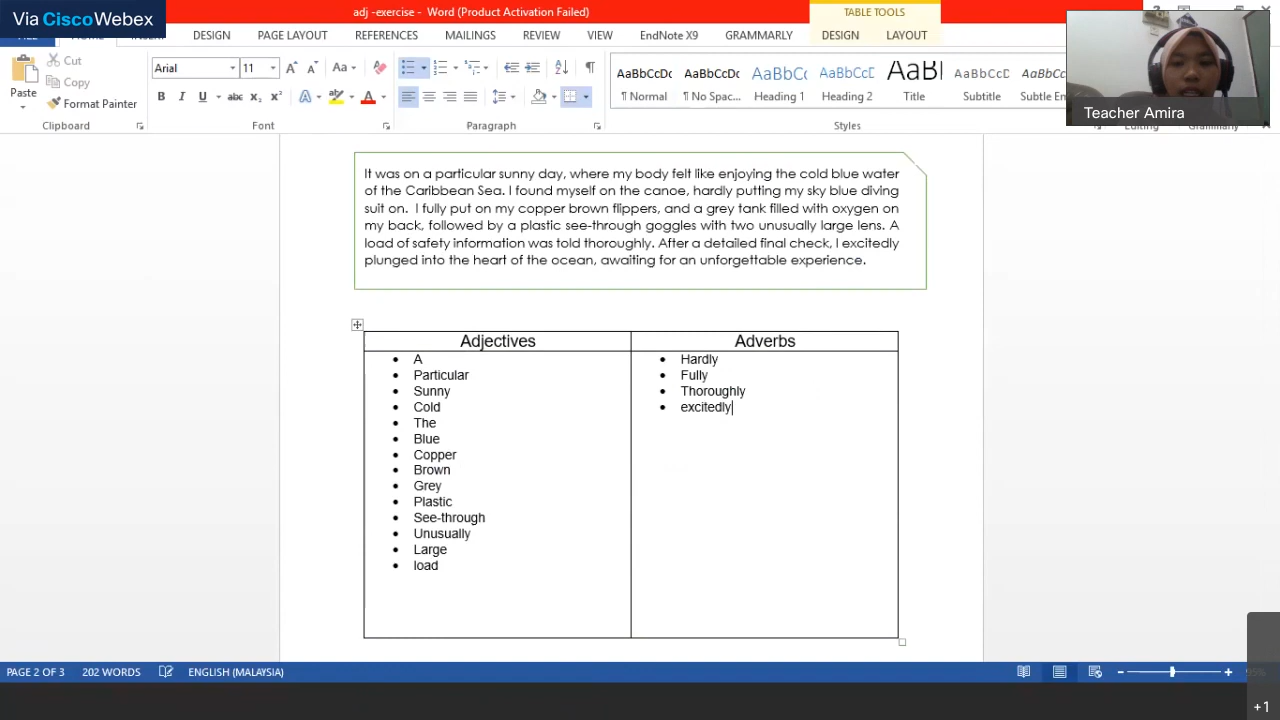 Via Cisco Webex
adj -exercise - Word (Product Activation Failed)
TABLE TOOLS
HOME
DESIGN PAGE LAYOUT REFERENCES MAILINGS REVIEW VIEW EndNote X9 GRAMMARLY DESIGN LAYOUT
Cut
Copy
Format Painter
Paste
Clipboard
Arial 11
Font
Paragraph
AaBbCcDc AaBbCcDc AaBbC AaBbCcC AaB AaBbCcD
¶ Normal ¶ No Spac... Heading 1 Heading 2 Title Subtitle Subtle Em
Styles
Editing
Grammarly
Teacher Amira
It was on a particular sunny day, where my body felt like enjoying the cold blue water
of the Caribbean Sea. I found myself on the canoe, hardly putting my sky blue diving
suit on. I fully put on my copper brown flippers, and a grey tank filled with oxygen on
my back, followed by a plastic see-through goggles with two unusually large lens. A
load of safety information was told thoroughly. After a detailed final check, I excitedly
plunged into the heart of the ocean, awaiting for an unforgettable experience.
Adjectives
A
Particular
Sunny
Cold
The
Blue
Copper
Brown
Grey
Plastic
See-through
Unusually
Large
load
Adverbs
Hardly
Fully
Thoroughly
excitedly
PAGE 2 OF 3 202 WORDS ENGLISH (MALAYSIA)
+1